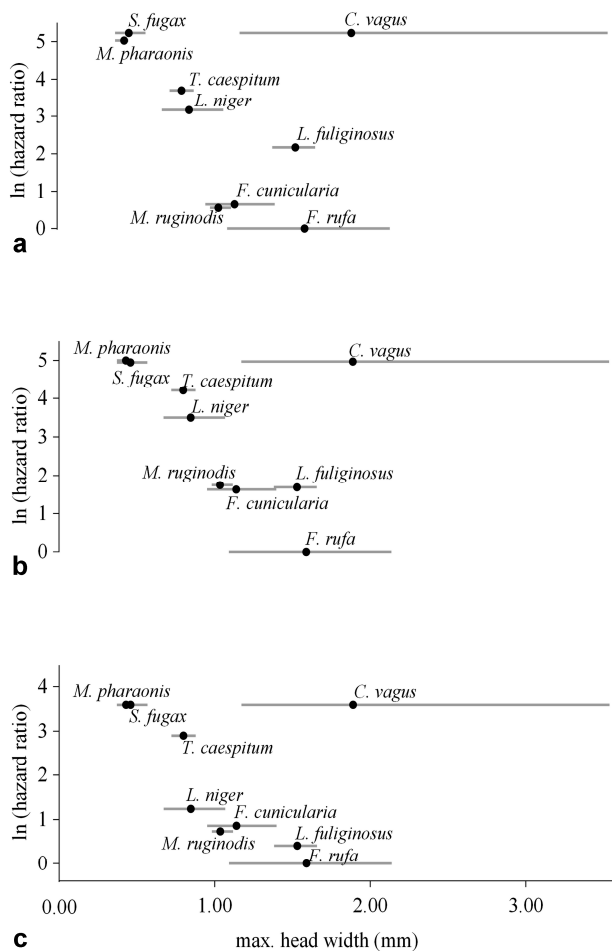 S. fugax
C. vagus
5
M. pharaonis
4
T. caespitum
L. niger
3
L. fuliginosus
2
1
F. cunicularia
M. ruginodis
F. rufa
0
ln (hazard ratio)
a
M. pharaonis
C. vagus
5
S. fugax
T. caespitum
4
L. niger
3
2
M. ruginodis
L. fuliginosus
F. cunicularia
1
F. rufa
0
ln (hazard ratio)
b
4
M. pharaonis
C. vagus
S. fugax
3
T. caespitum
2
L. niger
F. cunicularia
1
M. ruginodis
L. fuliginosus
F. rufa
0
ln (hazard ratio)
0.00 1.00 2.00 3.00
c
max. head width (mm)